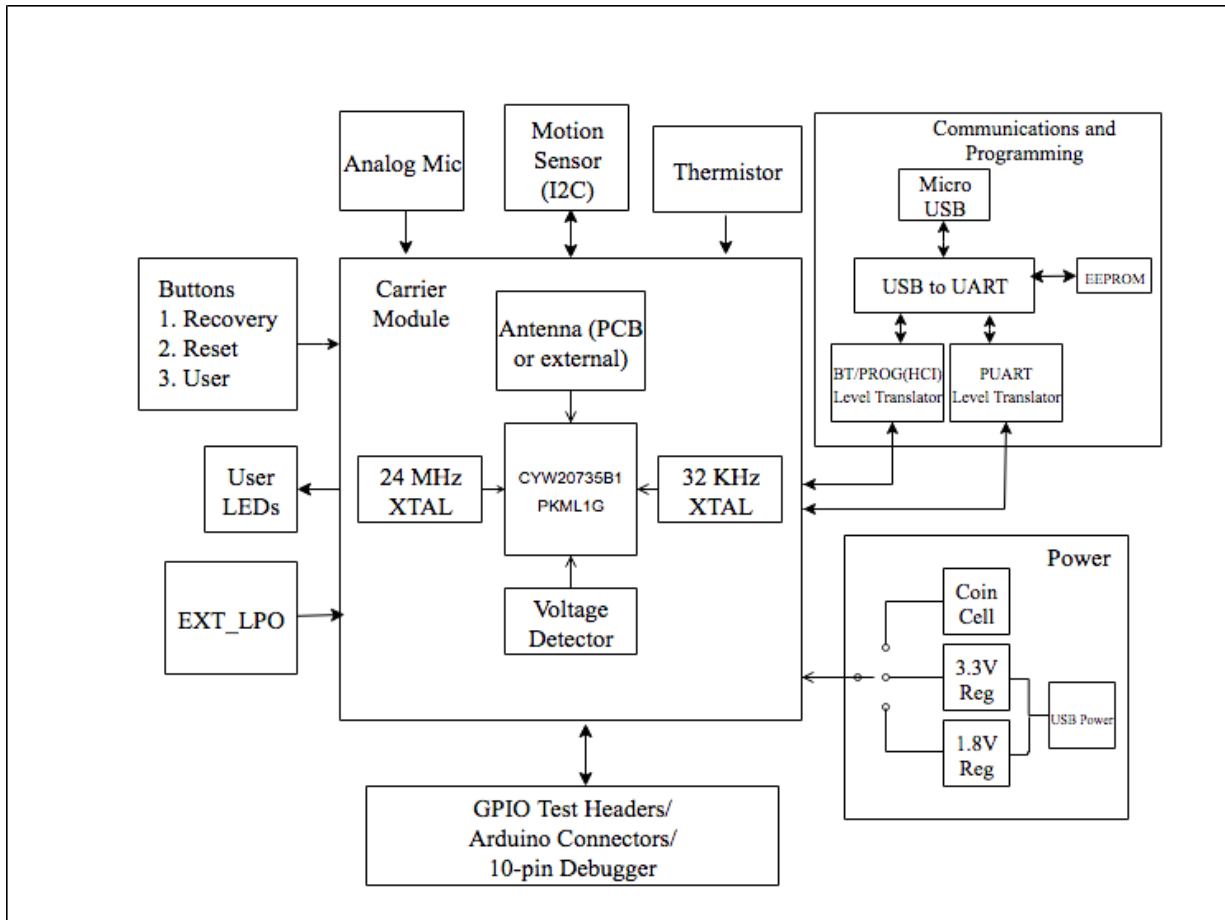 Analog Mic
Motion
Sensor
(I2C)
Thermistor
Communications and
Programming
Micro
USB
USB to UART
EEPROM
BT/PROG(HCI)
Level Translator
PUART
Level Translator
Buttons
1. Recovery
2. Reset
3. User
Carrier
Module
Antenna (PCB
or external)
User
LEDs
24 MHz
XTAL
CYW20735B1
PKML1G
32 KHz
XTAL
EXT_LPO
Voltage
Detector
Power
Coin
Cell
3.3V
Reg
USB Power
1.8V
Reg
GPIO Test Headers/
Arduino Connectors/
10-pin Debugger